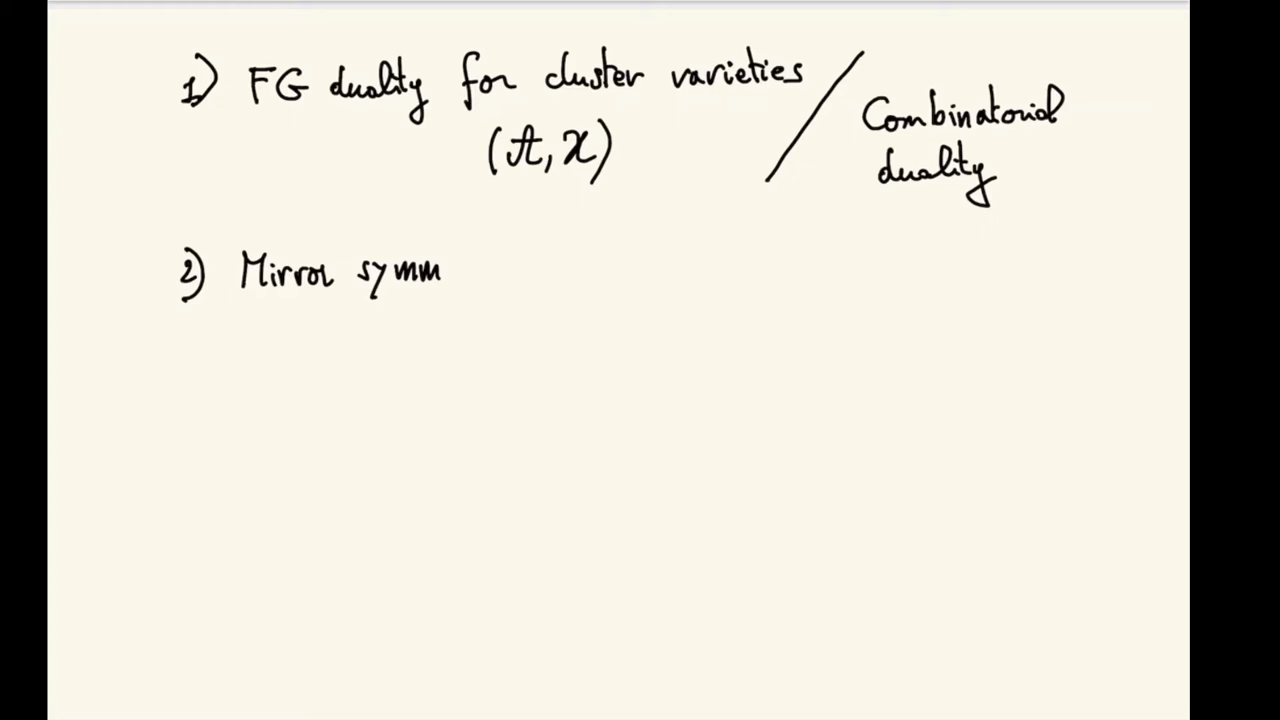 1) FG duality for cluster varieties
(A, X)
Combinatorial
duality
2) Mirror symm